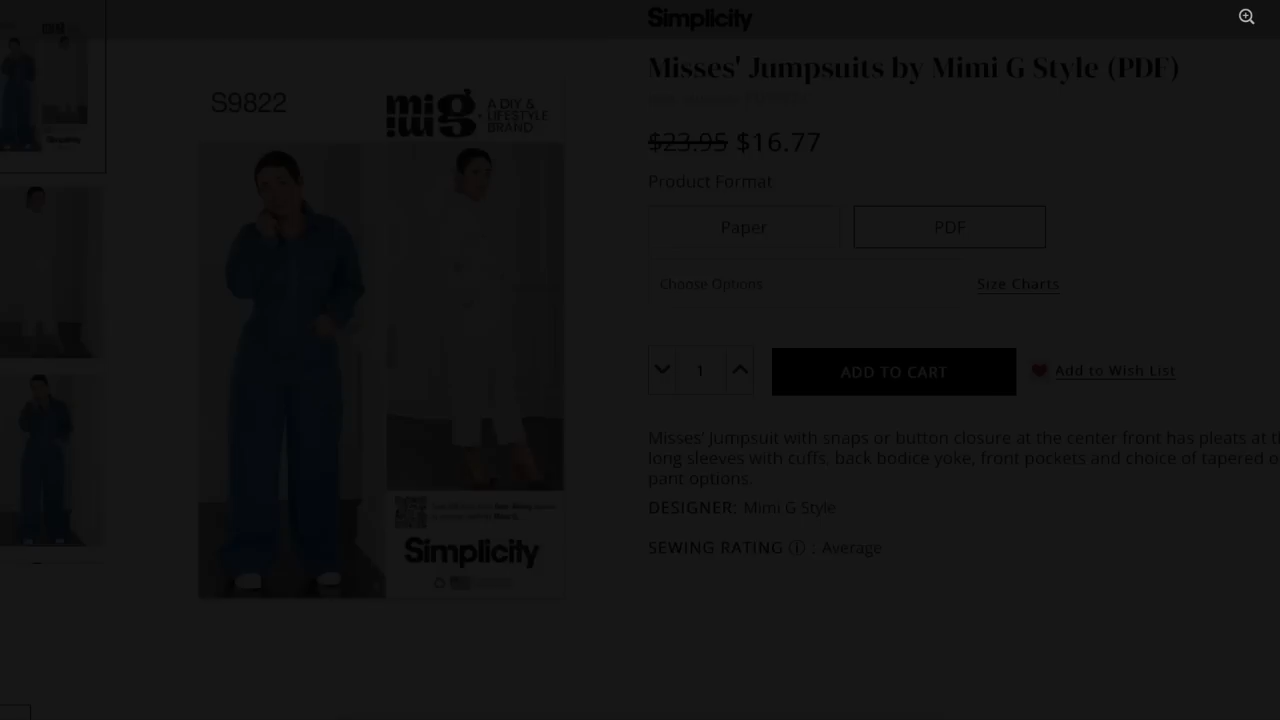 Simplicity
Misses' Jumpsuits by Mimi G Style (PDF)
S9822
mig
mig
A DIY &
LIFESTYLE
BRAND
$23.95 $16.77
Product Format
Paper
PDF
Choose Options
Size Charts
1
ADD TO CART
Add to Wish List
Misses' Jumpsuit with snaps or button closure at the center front has pleats at
long sleeves with cuffs, back bodice yoke, front pockets and choice of tapered
pant options.
DESIGNER: Mimi G Style
SEWING RATING ⓘ : Average
Simplicity